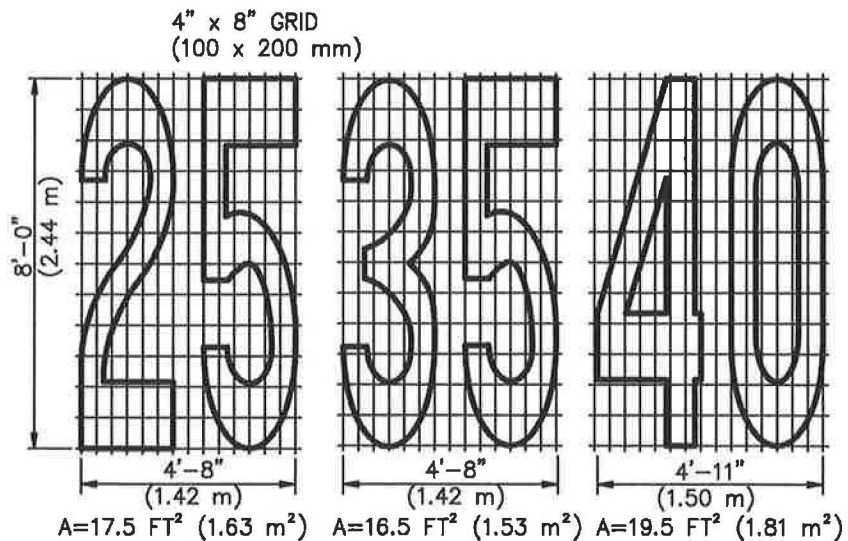 4" x 8" GRID
(100 x 200 mm)
25 35 40
8'-0"
(2.44 m)
4'-8" 4'-8" 4'-11"
(1.42 m) (1.42 m) (1.50 m)
A=17.5 FT² (1.63 m²) A=16.5 FT² (1.53 m²) A=19.5 FT² (1.81 m²)